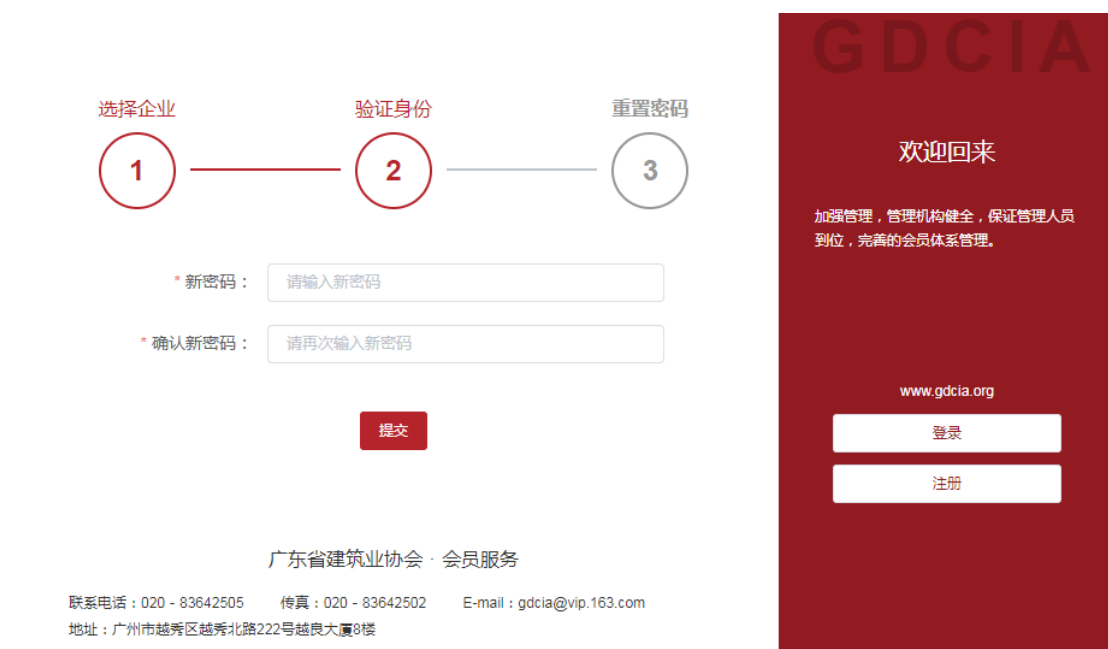 选择企业
验证身份
重置密码
1
2
3
* 新密码：
请输入新密码
* 确认新密码：
请再次输入新密码
提交
广东省建筑业协会 · 会员服务
联系电话：020 - 83642505 传真：020 - 83642502 E-mail：gdcia@vip.163.com
地址：广州市越秀区越秀北路222号越良大厦8楼
GDCIA
欢迎回来
加强管理，管理机构健全，保证管理人员
到位，完善的会员体系管理。
www.gdcia.org
登录
注册